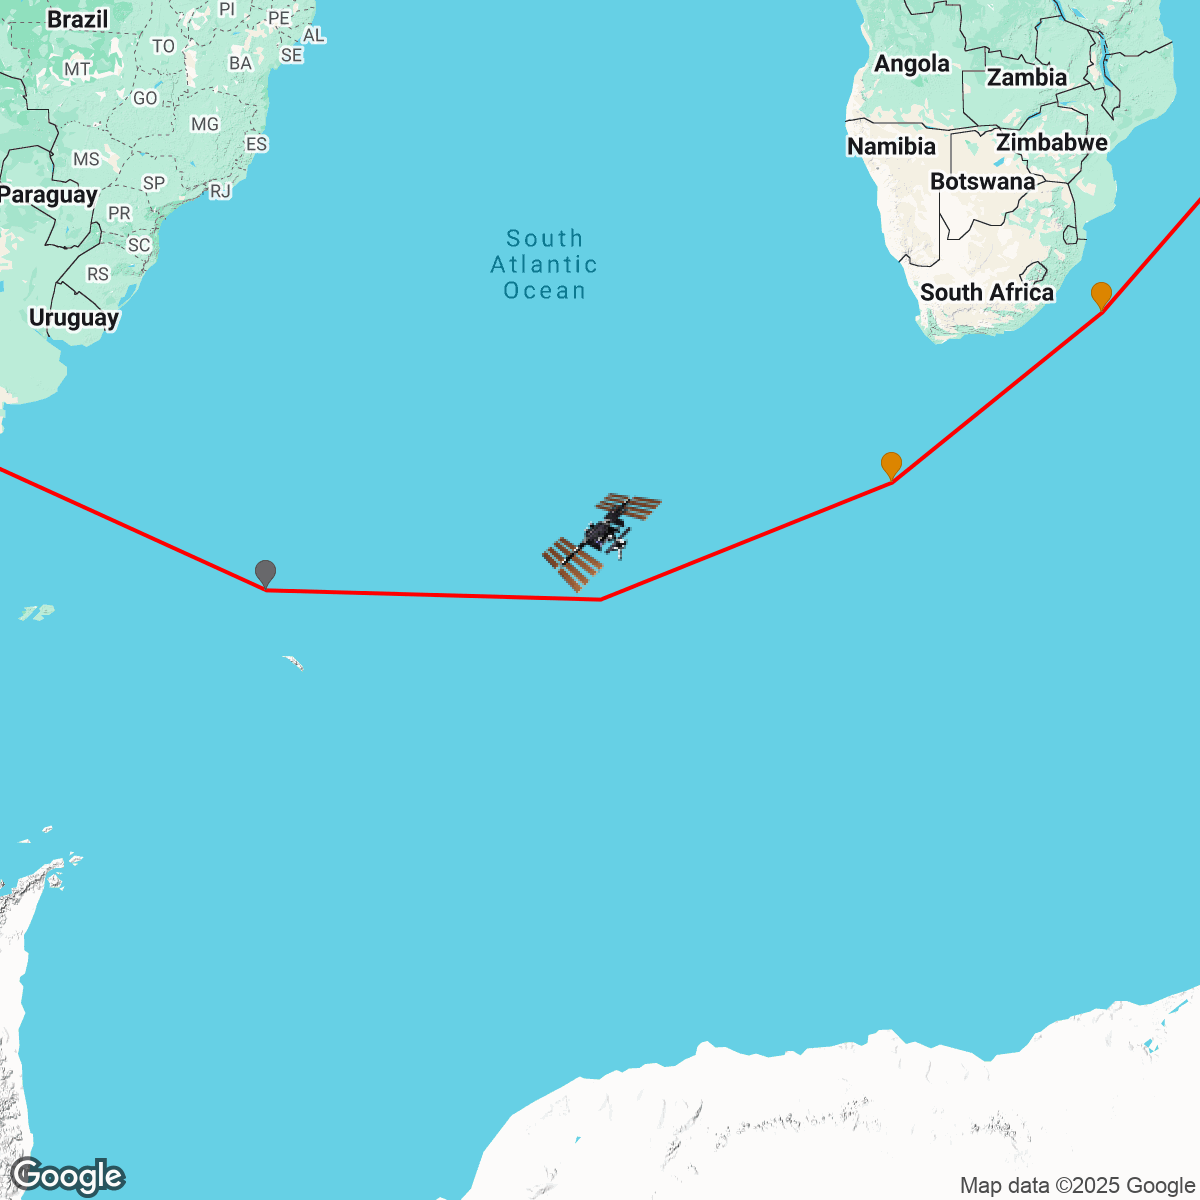 Brazil
PI
PE
AL
TO
SE
BA
MT
GO
MG
ES
MS
SP
RJ
Paraguay
PR
SC
RS
Uruguay
South
Atlantic
Ocean
Angola
Zambia
Namibia
Zimbabwe
Botswana
South Africa
Google
Map data ©2025 Google